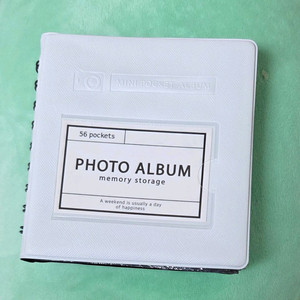 56 pockets
PHOTO ALBUM
memory storage
A weekend is usually a day
of happiness